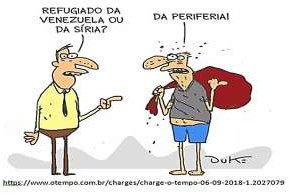 REFUGIADO DA
VENEZUELA OU
DA SÍRIA?
DA PERIFERIA!
DUKE
https://www.otempo.com.br/charges/charge-o-tempo-06-09-2018-1.2027079